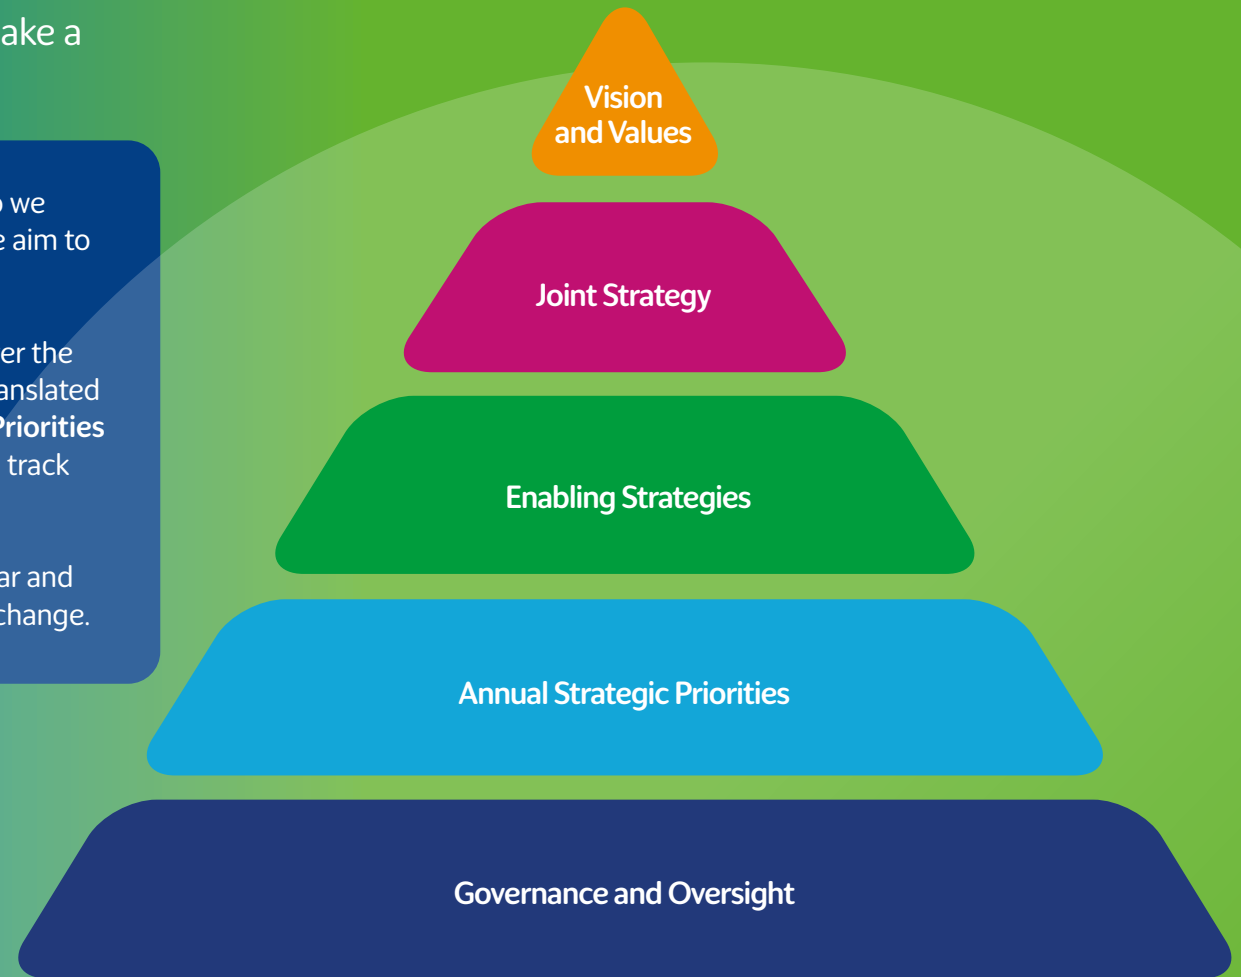 ake a
we
aim to
er the
anslated
Priorities
track
ar and
change.
Vision
and Values
Joint Strategy
Enabling Strategies
Annual Strategic Priorities
Governance and Oversight